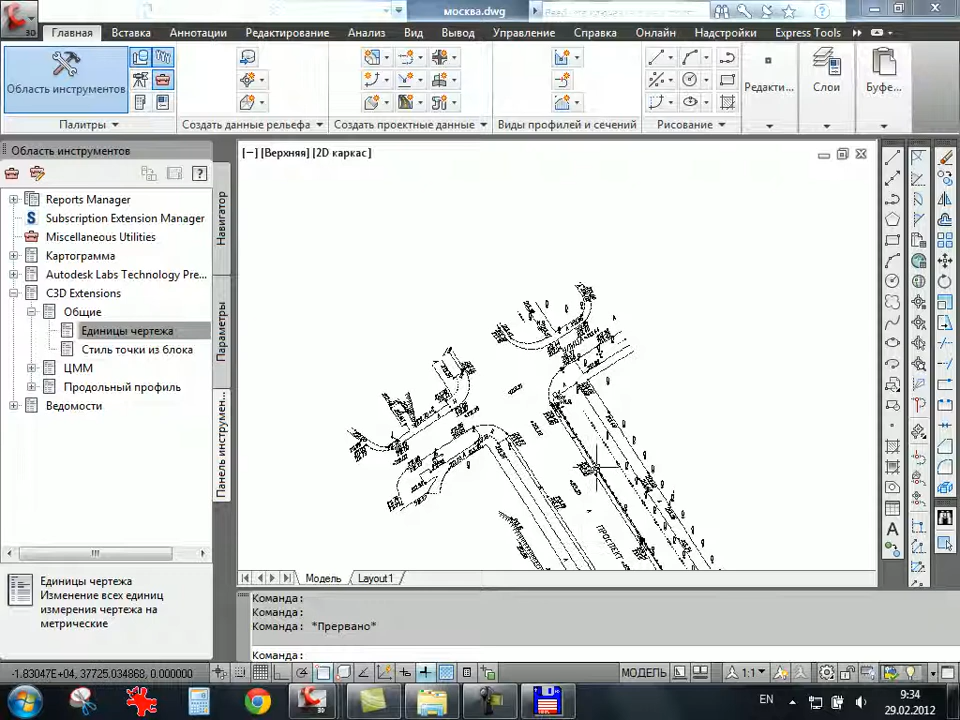 москва.dwg
3D
Главная
Вставка
Аннотации
Редактирование
Анализ
Вид
Вывод
Управление
Справка
Онлайн
Надстройки
Express Tools
Область инструментов
Редакти...
Слои
Буфе...
Палитры
Создать данные рельефа
Создать проектные данные
Виды профилей и сечений
Рисование
Область инструментов
[−] [Верхняя] [2D каркас]
Reports Manager
Subscription Extension Manager
Miscellaneous Utilities
Картограмма
Autodesk Labs Technology Pre...
C3D Extensions
Общие
Единицы чертежа
Стиль точки из блока
ЦММ
Продольный профиль
Ведомости
Навигатор
Параметры
Панель инструмен...
ПРОСПЕКТ
Единицы чертежа
Изменение всех единиц
измерения чертежа на
метрические
Модель
Layout1
Команда:
Команда:
Команда: *Прервано*
Команда:
-1.83047E+04, 37725.034868, 0.000000
МОДЕЛЬ
1:1
EN
9:34
29.02.2012